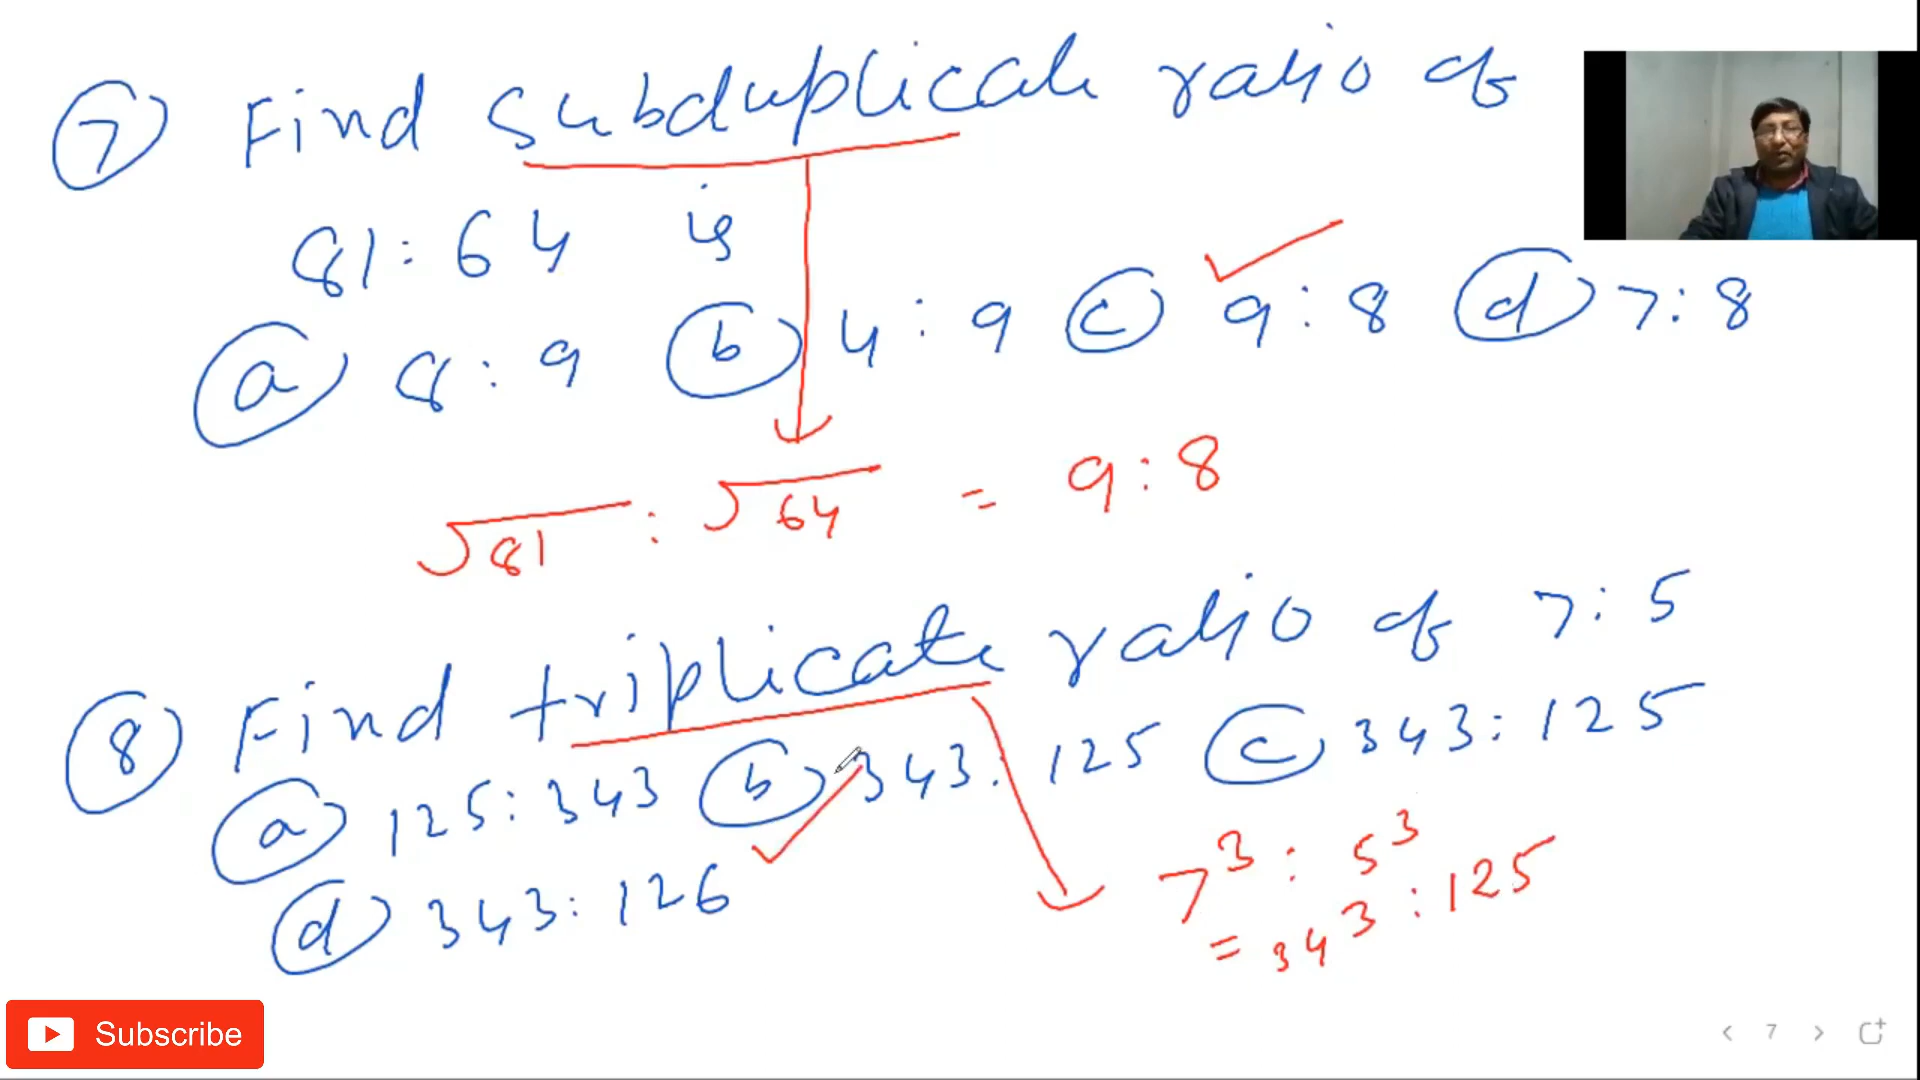 7 Find subduplicate ratio of
81:64 is
a 8:9 b 4:9 c 9:8 d 7:8
√81 : √64 = 9:8
8 Find triplicate ratio of 7:5
a 125:343 b 343:125 c 343:125
d 343:126
7³ : 5³
= 343 : 125
Subscribe
< 7 >